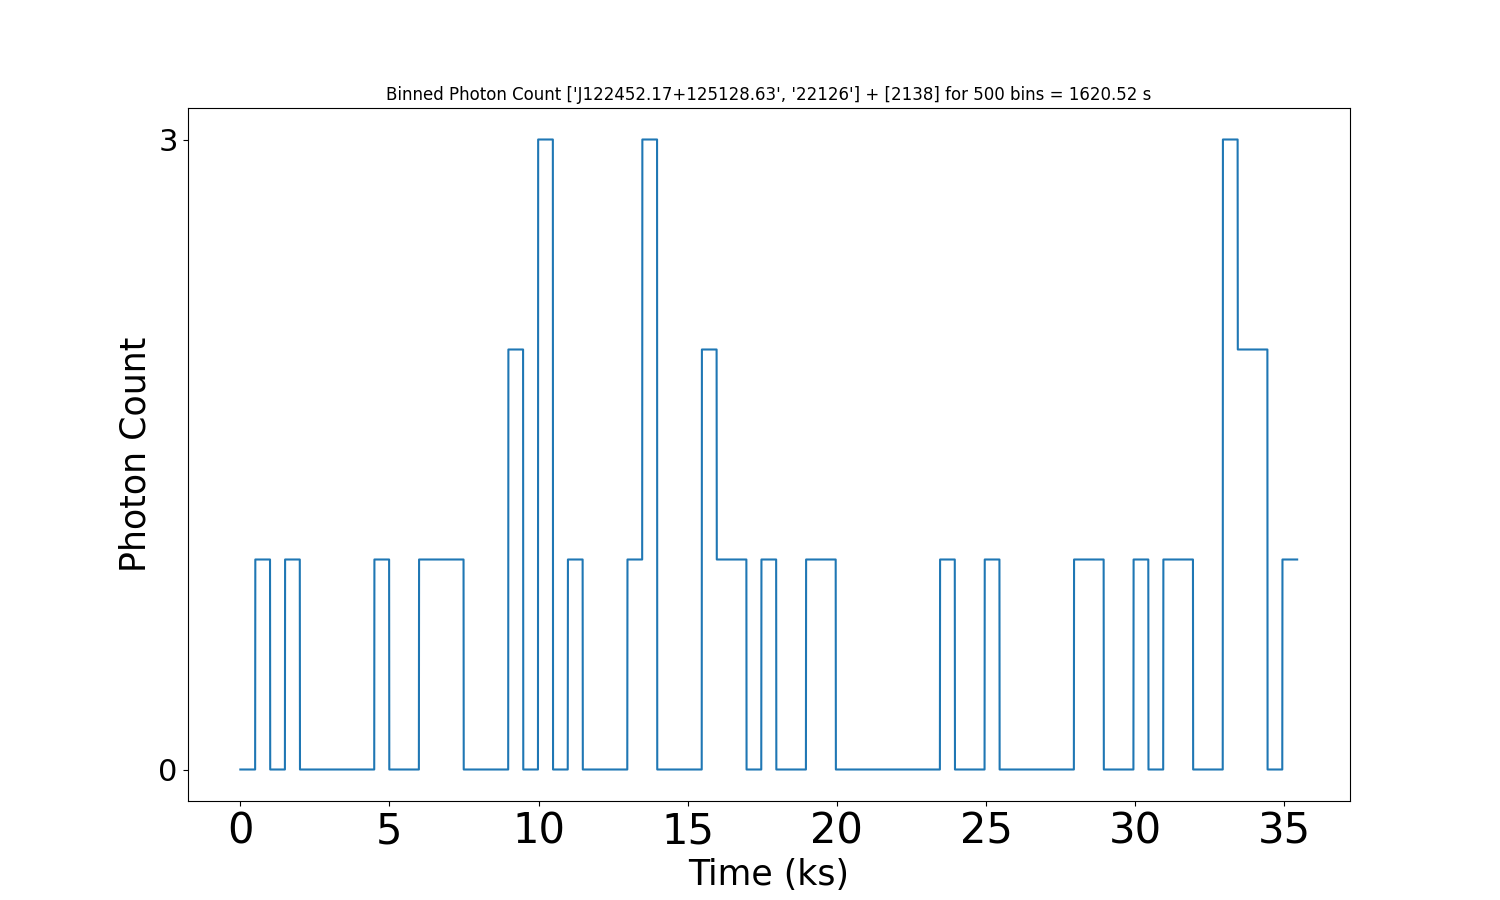 Binned Photon Count ['J122452.17+125128.63', '22126'] + [2138] for 500 bins = 1620.52 s
3
Photon Count
0
0 5 10 15 20 25 30 35
Time (ks)